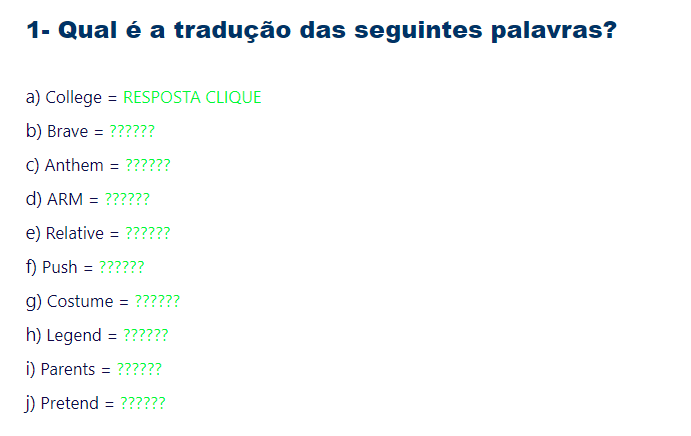 1- Qual é a tradução das seguintes palavras?
a) College = RESPOSTA CLIQUE
b) Brave = ??????
c) Anthem = ??????
d) ARM = ??????
e) Relative = ??????
f) Push = ??????
g) Costume = ??????
h) Legend = ??????
i) Parents = ??????
j) Pretend = ??????